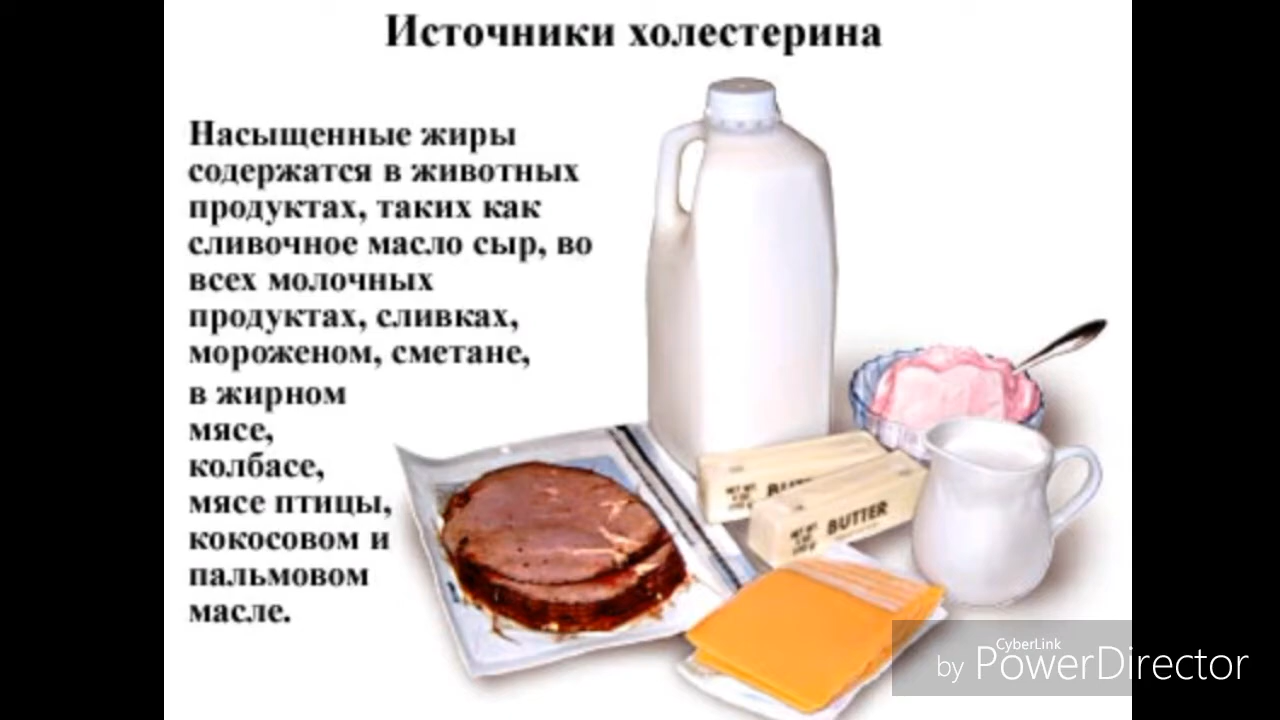 Источники холестерина
Насыщенные жиры
содержатся в животных
продуктах, таких как
сливочное масло сыр, во
всех молочных
продуктах, сливках,
мороженом, сметане,
в жирном
мясе,
колбасе,
мясе птицы,
кокосовом и
пальмовом
масле.
BUTTER
CyberLink
by PowerDirector